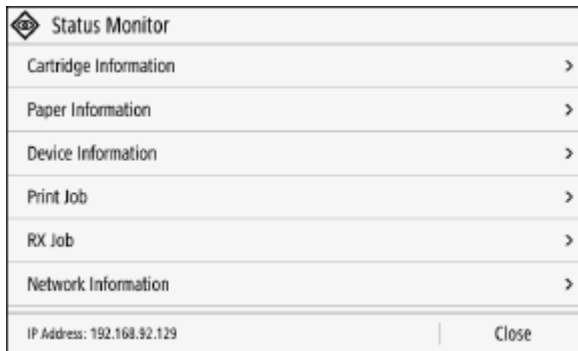 Status Monitor
Cartridge Information
Paper Information
Device Information
Print Job
RX Job
Network Information
IP Address: 192.168.92.129
Close